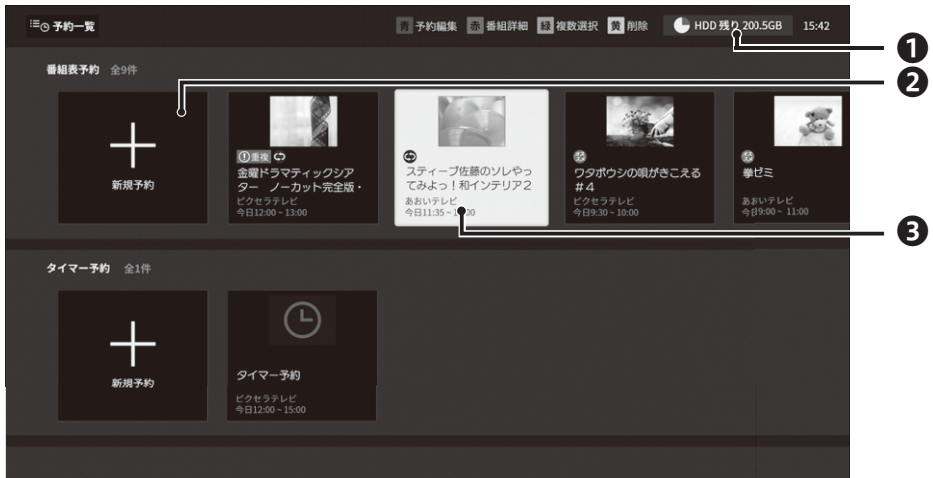 予約一覧
青 予約編集 赤 番組詳細 緑 複数選択 黄 削除 HDD 残り 200.5GB 15:42
❶
❷
番組表予約 全9件
新規予約
重複
金曜ドラマティックシア
ター ノーカット完全版・
ピクセラテレビ
今日12:00 ~ 13:00
スティーブ佐藤のソレやっ
てみよっ！和インテリア2
あおいテレビ
今日11:35 ~
ワタボウシの唄がきこえる
#4
ピクセラテレビ
今日9:30 ~ 10:00
拳ゼミ
あおいテレビ
今日9:00 ~ 11:00
❸
タイマー予約 全1件
新規予約
タイマー予約
ピクセラテレビ
今日12:00 ~ 15:00